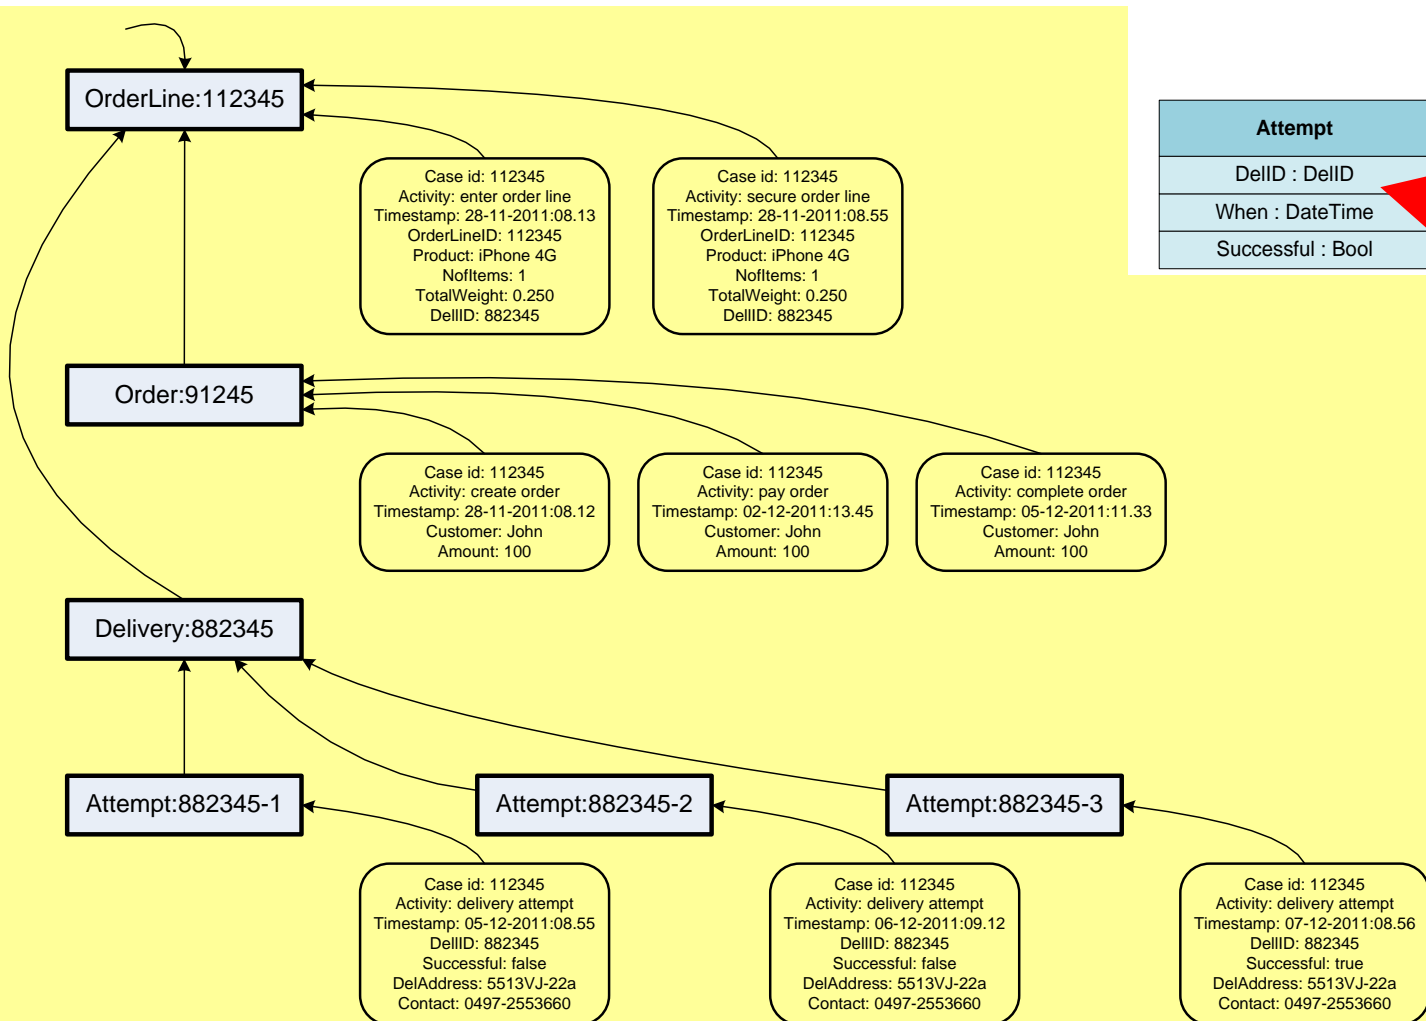 OrderLine:112345
Attempt
DelID : DelID
When : DateTime
Successful : Bool
Case id: 112345
Activity: enter order line
Timestamp: 28-11-2011:08.13
OrderLineID: 112345
Product: iPhone 4G
NofItems: 1
TotalWeight: 0.250
DellID: 882345
Case id: 112345
Activity: secure order line
Timestamp: 28-11-2011:08.55
OrderLineID: 112345
Product: iPhone 4G
NofItems: 1
TotalWeight: 0.250
DellID: 882345
Order:91245
Case id: 112345
Activity: create order
Timestamp: 28-11-2011:08.12
Customer: John
Amount: 100
Case id: 112345
Activity: pay order
Timestamp: 02-12-2011:13.45
Customer: John
Amount: 100
Case id: 112345
Activity: complete order
Timestamp: 05-12-2011:11.33
Customer: John
Amount: 100
Delivery:882345
Attempt:882345-1
Attempt:882345-2
Attempt:882345-3
Case id: 112345
Activity: delivery attempt
Timestamp: 05-12-2011:08.55
DellID: 882345
Successful: false
DelAddress: 5513VJ-22a
Contact: 0497-2553660
Case id: 112345
Activity: delivery attempt
Timestamp: 06-12-2011:09.12
DellID: 882345
Successful: false
DelAddress: 5513VJ-22a
Contact: 0497-2553660
Case id: 112345
Activity: delivery attempt
Timestamp: 07-12-2011:08.56
DellID: 882345
Successful: true
DelAddress: 5513VJ-22a
Contact: 0497-2553660